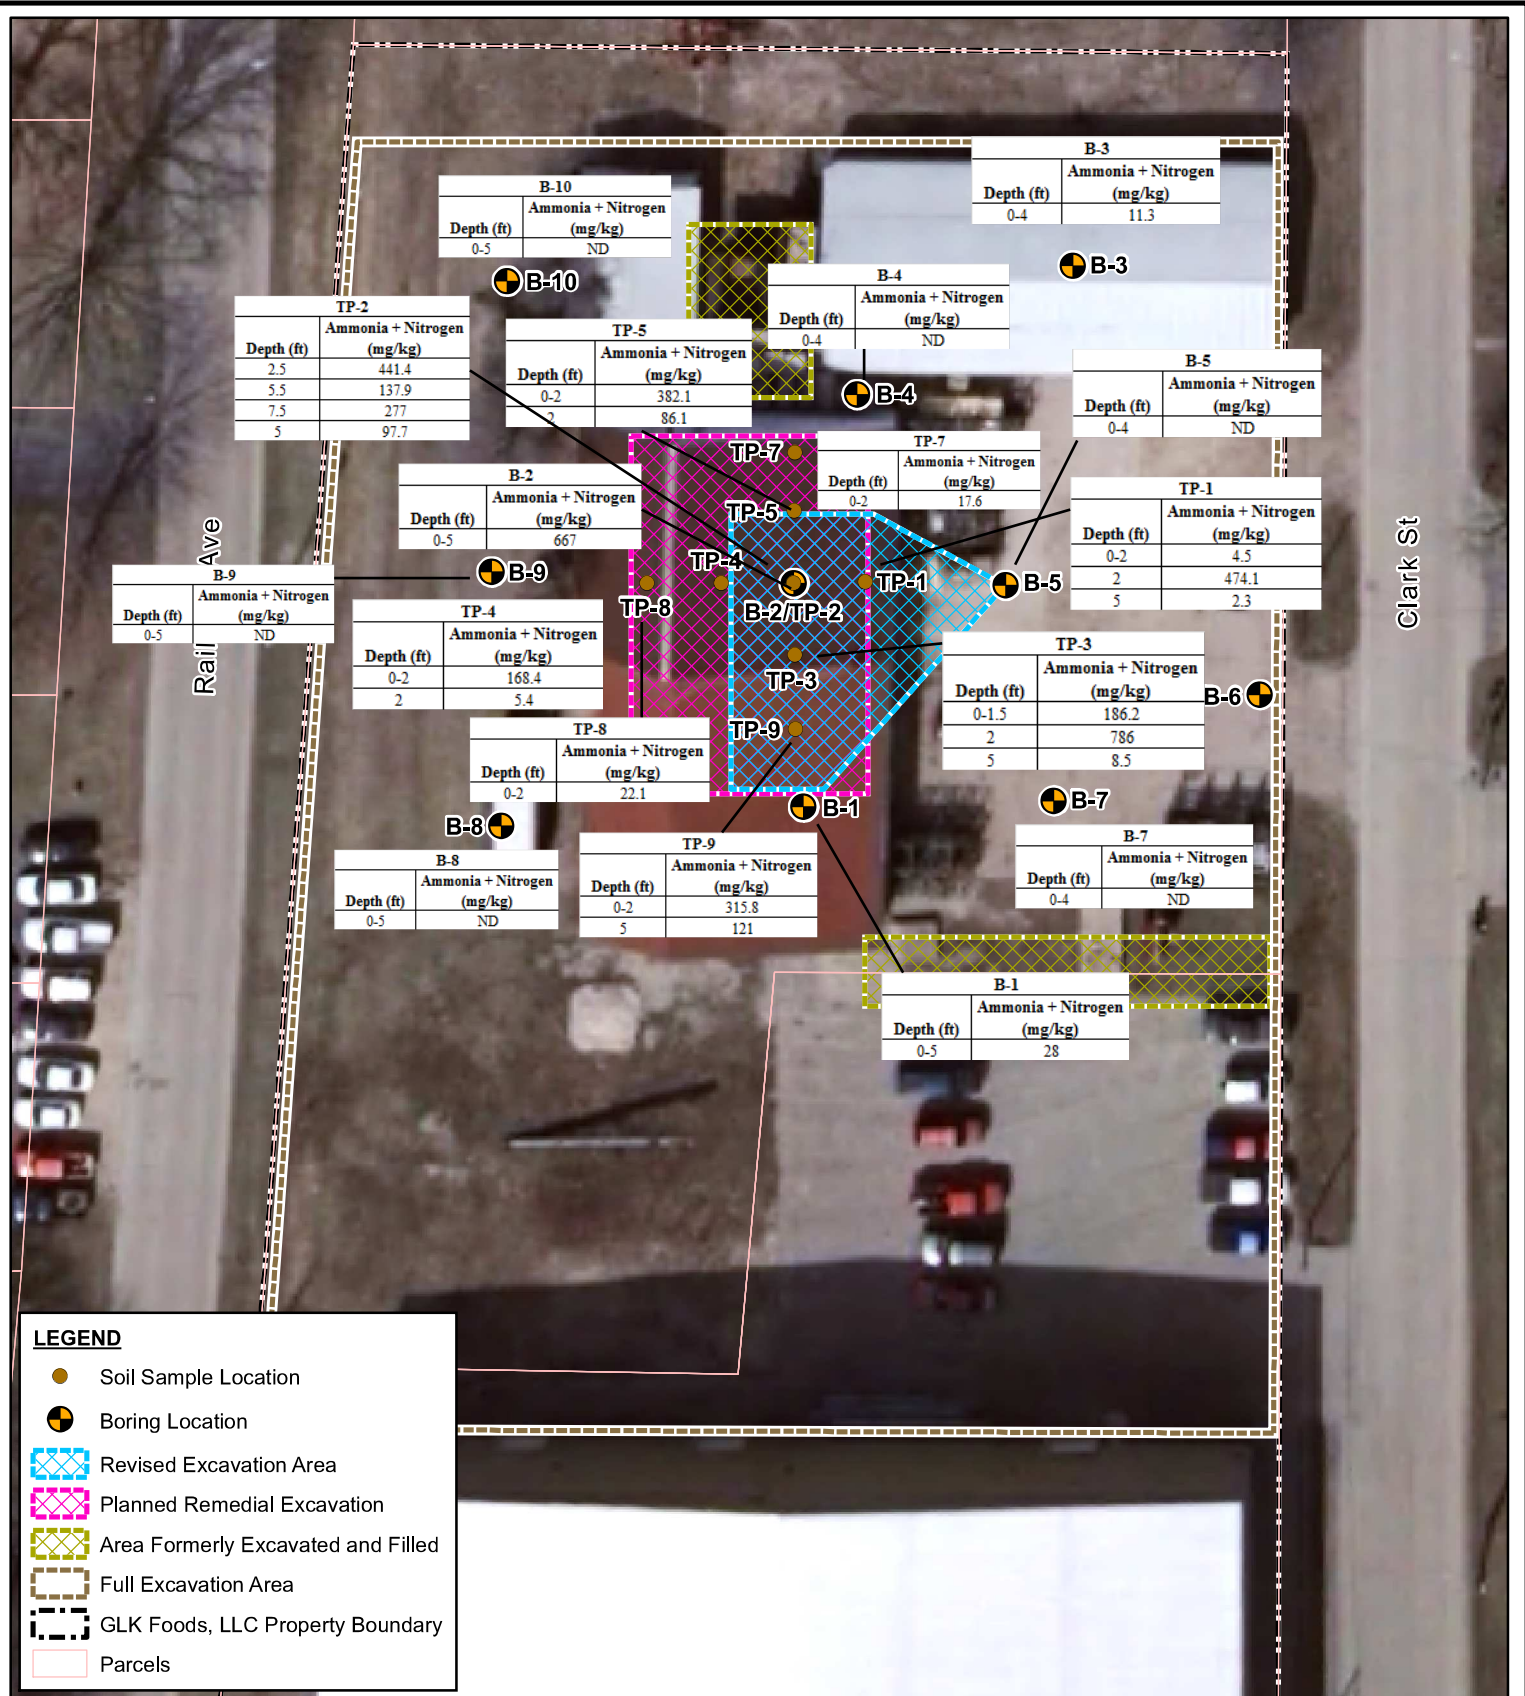 B-3
Ammonia + Nitrogen
Depth (ft) (mg/kg)
0-4 11.3
B-3
B-10
Ammonia + Nitrogen
Depth (ft) (mg/kg)
0-5 ND
B-10
B-4
Ammonia + Nitrogen
Depth (ft) (mg/kg)
0-4 ND
B-4
TP-2
Ammonia + Nitrogen
Depth (ft) (mg/kg)
2.5 441.4
5.5 137.9
7.5 277
5 97.7
TP-5
Ammonia + Nitrogen
Depth (ft) (mg/kg)
0-2 382.1
2 86.1
B-5
Ammonia + Nitrogen
Depth (ft) (mg/kg)
0-4 ND
TP-7
TP-7
Ammonia + Nitrogen
Depth (ft) (mg/kg)
0-2 17.6
B-2
Ammonia + Nitrogen
Depth (ft) (mg/kg)
0-5 667
TP-1
Ammonia + Nitrogen
Depth (ft) (mg/kg)
0-2 4.5
2 474.1
5 2.3
TP-5
TP-4
B-9
TP-8
B-2/TP-2
TP-1
B-5
B-9
Ammonia + Nitrogen
Depth (ft) (mg/kg)
0-5 ND
Rail Ave
Clark St
TP-4
Ammonia + Nitrogen
Depth (ft) (mg/kg)
0-2 168.4
2 5.4
TP-3
TP-3
Ammonia + Nitrogen
Depth (ft) (mg/kg)
0-1.5 186.2
2 786
5 8.5
B-6
TP-8
Ammonia + Nitrogen
Depth (ft) (mg/kg)
0-2 22.1
TP-9
B-1
B-7
B-8
B-7
Ammonia + Nitrogen
Depth (ft) (mg/kg)
0-4 ND
TP-9
Ammonia + Nitrogen
Depth (ft) (mg/kg)
0-2 315.8
5 121
B-8
Ammonia + Nitrogen
Depth (ft) (mg/kg)
0-5 ND
B-1
Ammonia + Nitrogen
Depth (ft) (mg/kg)
0-5 28
LEGEND
Soil Sample Location
Boring Location
Revised Excavation Area
Planned Remedial Excavation
Area Formerly Excavated and Filled
Full Excavation Area
GLK Foods, LLC Property Boundary
Parcels